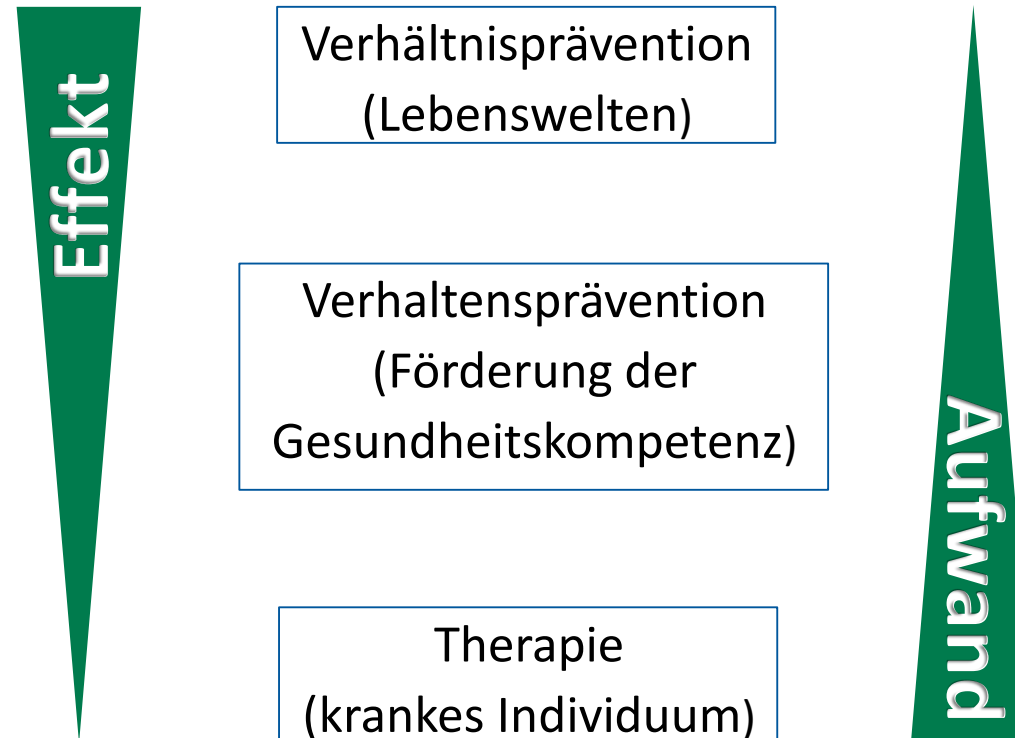 Effekt
Verhältnisprävention
(Lebenswelten)
Verhaltensprävention
(Förderung der
Gesundheitskompetenz)
Aufwand
Therapie
(krankes Individuum)